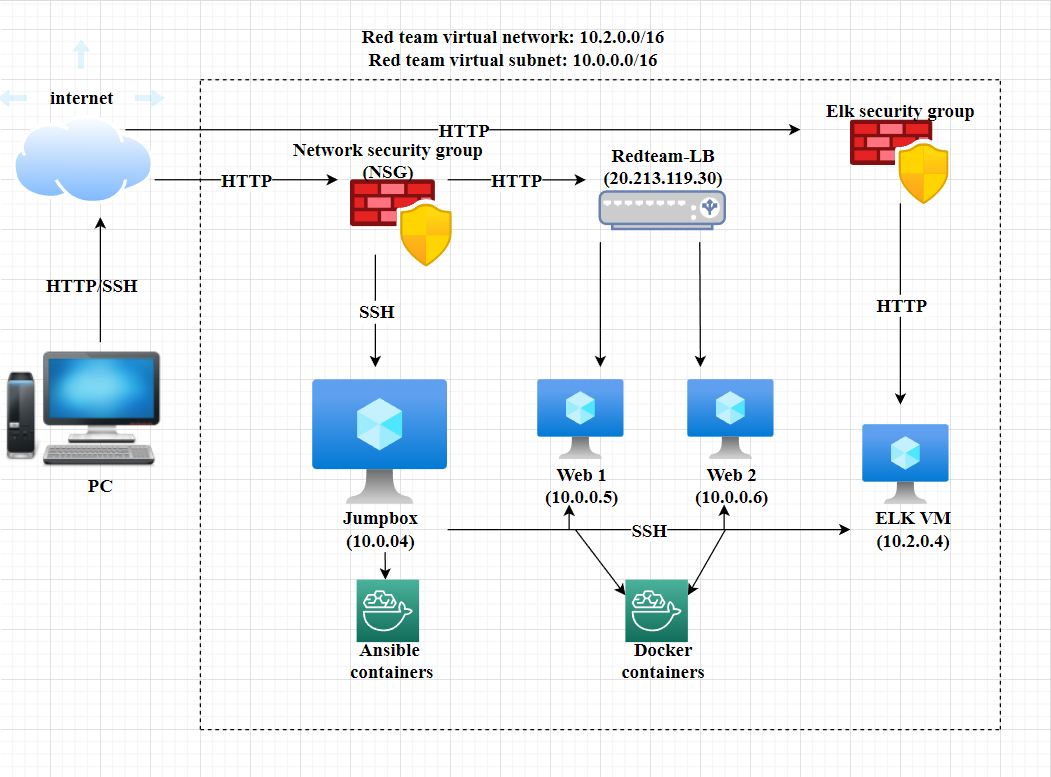 Red team virtual network: 10.2.0.0/16
Red team virtual subnet: 10.0.0.0/16
internet
Elk security group
HTTP
Network security group
(NSG)
Redteam-LB
(20.213.119.30)
HTTP
HTTP
HTTP/SSH
SSH
HTTP
PC
Web 1
(10.0.0.5)
Web 2
(10.0.0.6)
Jumpbox
(10.0.04)
SSH
ELK VM
(10.2.0.4)
Ansible
containers
Docker
containers